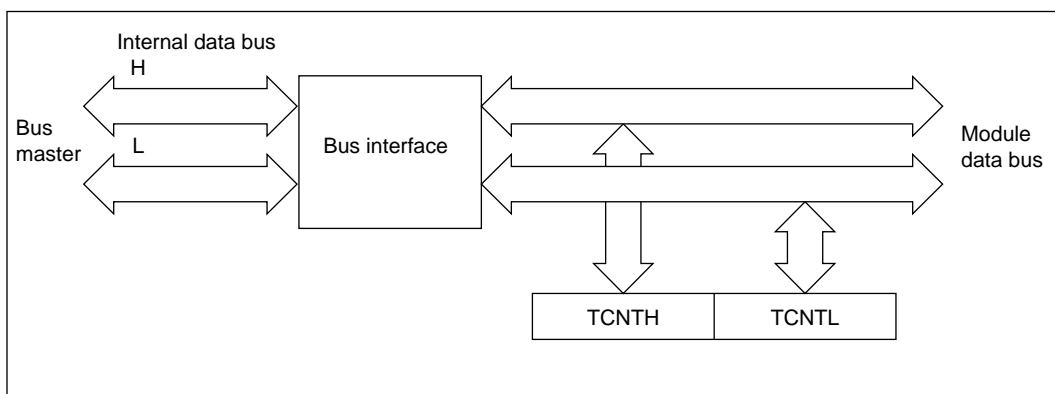 Internal data bus
H
Bus
master
L
Bus interface
Module
data bus
TCNTH
TCNTL